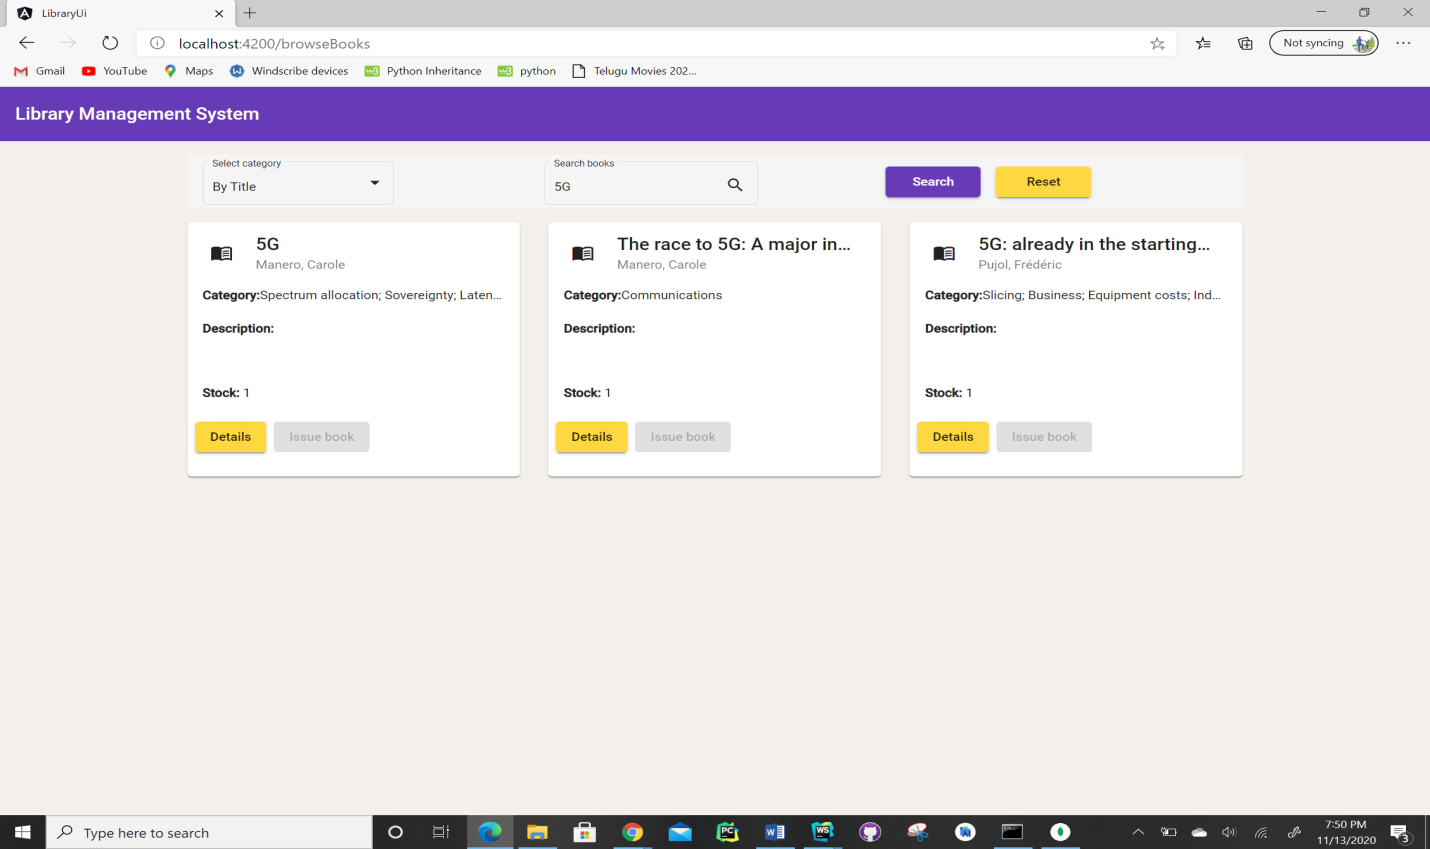 LibraryUi
localhost:4200/browseBooks
Not syncing
Gmail YouTube Maps Windscribe devices Python Inheritance python Telugu Movies 202...
Library Management System
Select category
By Title
Search books
5G
Search
Reset
5G
Manero, Carole
Category:Spectrum allocation; Sovereignty; Laten...
Description:
Stock: 1
Details Issue book
The race to 5G: A major in...
Manero, Carole
Category:Communications
Description:
Stock: 1
Details Issue book
5G: already in the starting...
Pujol, Frédéric
Category:Slicing; Business; Equipment costs; Ind...
Description:
Stock: 1
Details Issue book
Type here to search
PC
W
WS
7:50 PM
11/13/2020
3